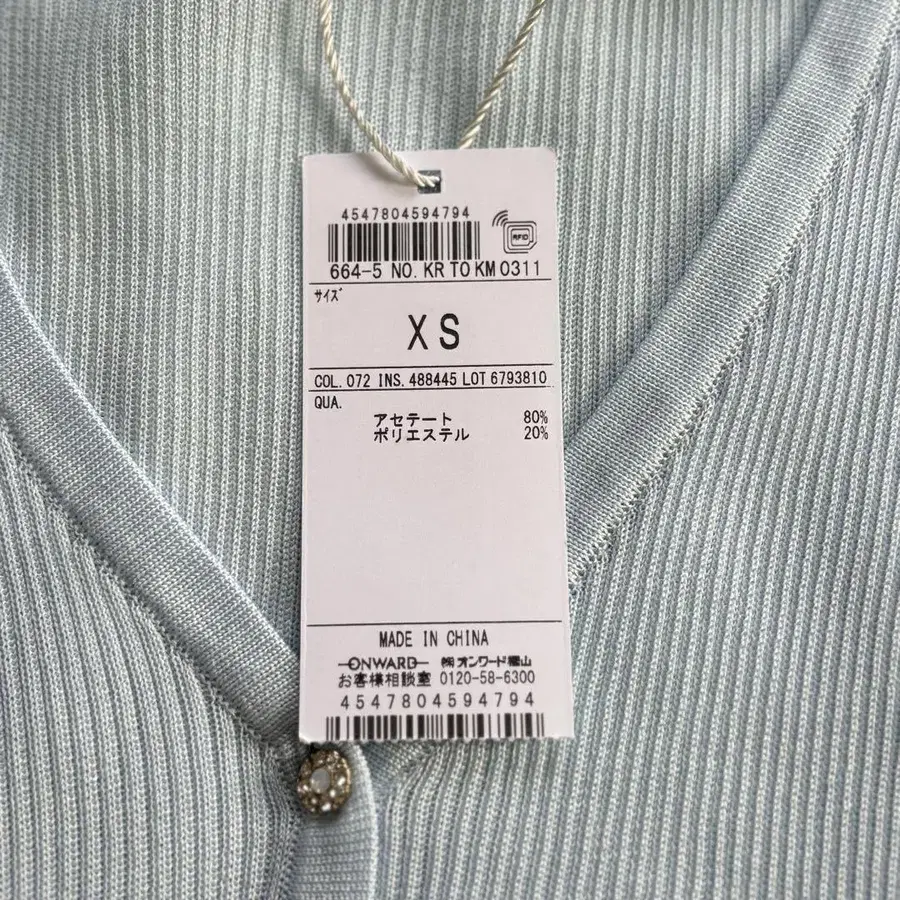 4547804594794
RFID
664-5 NO. KR TO KM 0311
サイズ
XS
COL. 072 INS. 488445 LOT 6793810
QUA.
アセテート 80%
ポリエステル 20%
MADE IN CHINA
ONWARD ㈱オンワード樫山
お客様相談室 0120-58-6300
4547804594794